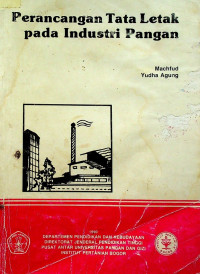 Perancangan Tata Letak
pada Industri Pangan
Machfud
Yudha Agung
DEPARTEMEN PENDIDIKAN DAN KEBUDAYAAN
DIREKTORAT JENDERAL PENDIDIKAN TINGGI
PUSAT ANTAR UNIVERSITAS PANGAN DAN GIZI
INSTITUT PERTANIAN BOGOR